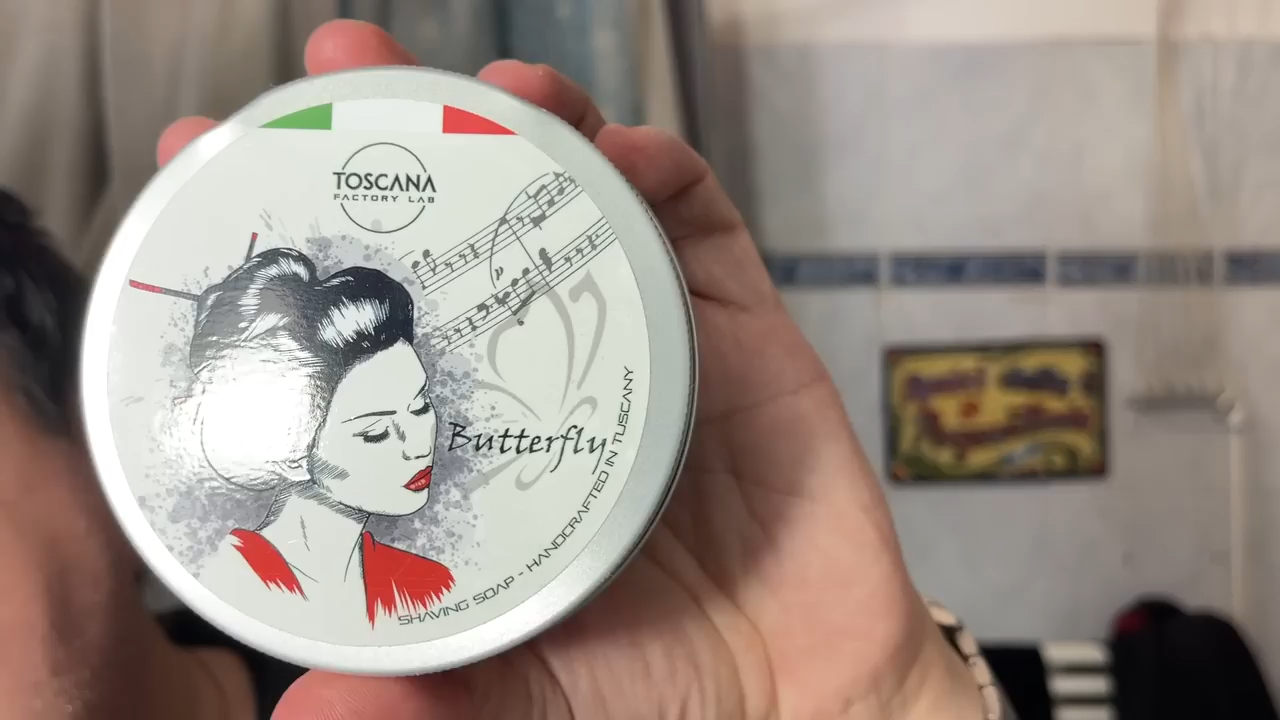 TOSCANA
FACTORY LAB
Butterfly
SHAVING SOAP - HANDCRAFTED IN TUSCANY